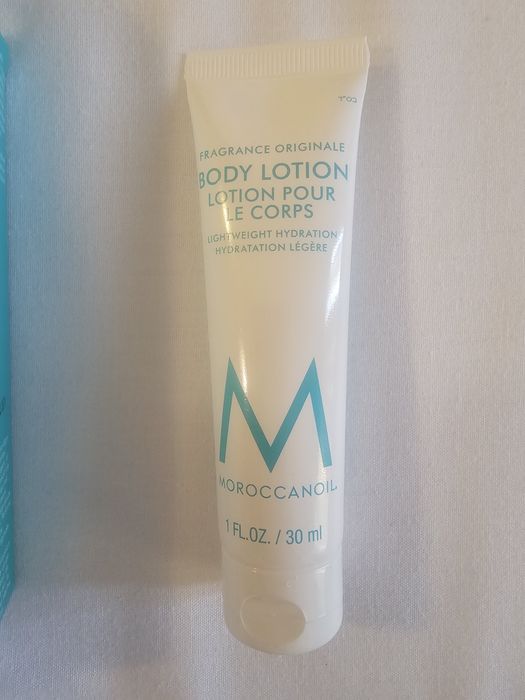 FRAGRANCE ORIGINALE
BODY LOTION
LOTION POUR
LE CORPS
LIGHTWEIGHT HYDRATION
HYDRATATION LÉGÈRE
M
MOROCCANOIL
1 FL.OZ. / 30 ml